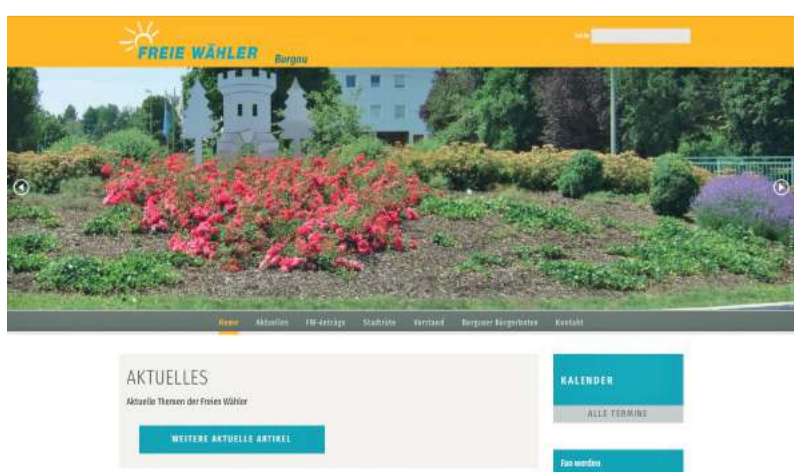 FREIE WÄHLER Burgau
Suche
Home Aktuelles FW-Anträge Stadträte Vorstand Burgauer Bürgerboten Kontakt
AKTUELLES
Aktuelle Themen der Freien Wähler
WEITERE AKTUELLE ARTIKEL
KALENDER
ALLE TERMINE
Fan werden